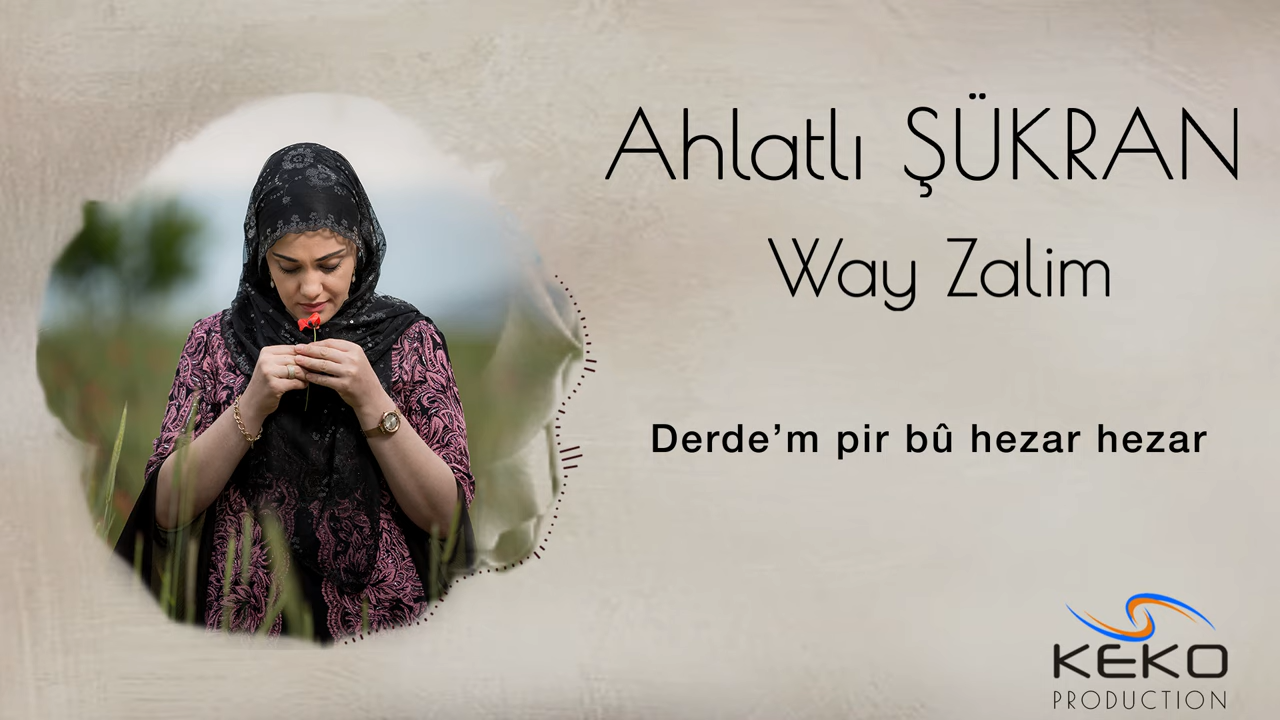 Ahlatlı ŞÜKRAN
Way Zalim
Derde’m pir bû hezar hezar
KEKO
PRODUCTION